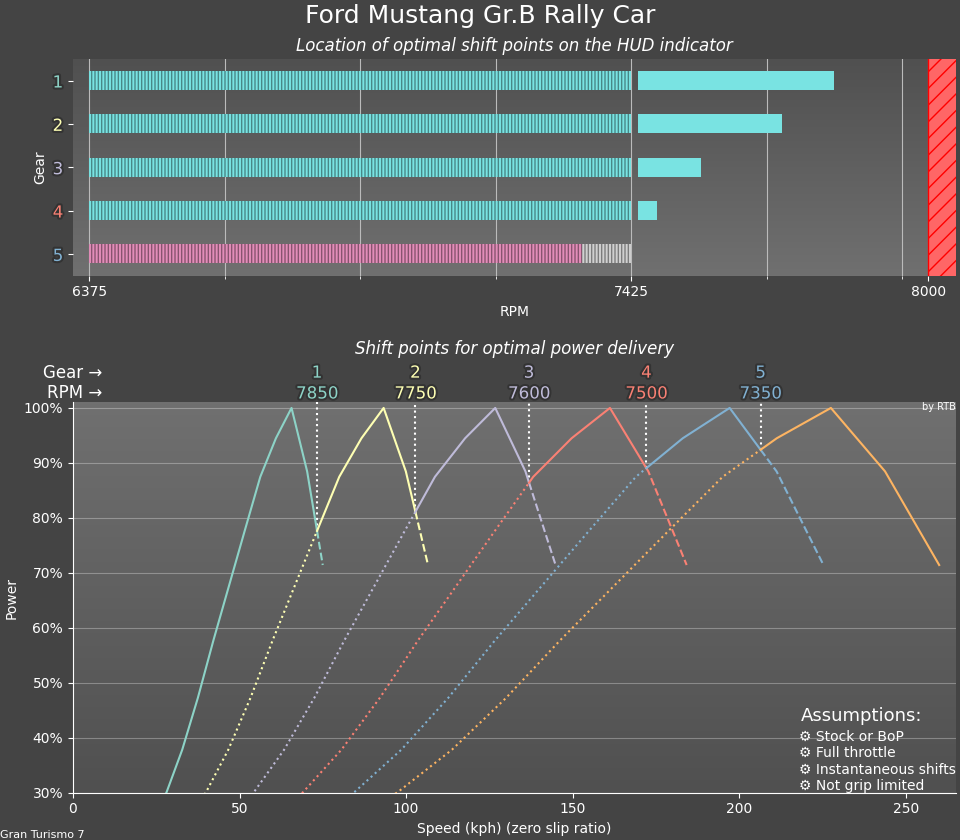 Ford Mustang Gr.B Rally Car
Location of optimal shift points on the HUD indicator
Gear
1
2
3
4
5
6375 7425 8000
RPM
Shift points for optimal power delivery
Gear → 1 2 3 4 5
RPM → 7850 7750 7600 7500 7350
by RTB
Power
100%
90%
80%
70%
60%
50%
40%
30%
Assumptions:
⚙ Stock or BoP
⚙ Full throttle
⚙ Instantaneous shifts
⚙ Not grip limited
0 50 100 150 200 250
Speed (kph) (zero slip ratio)
Gran Turismo 7